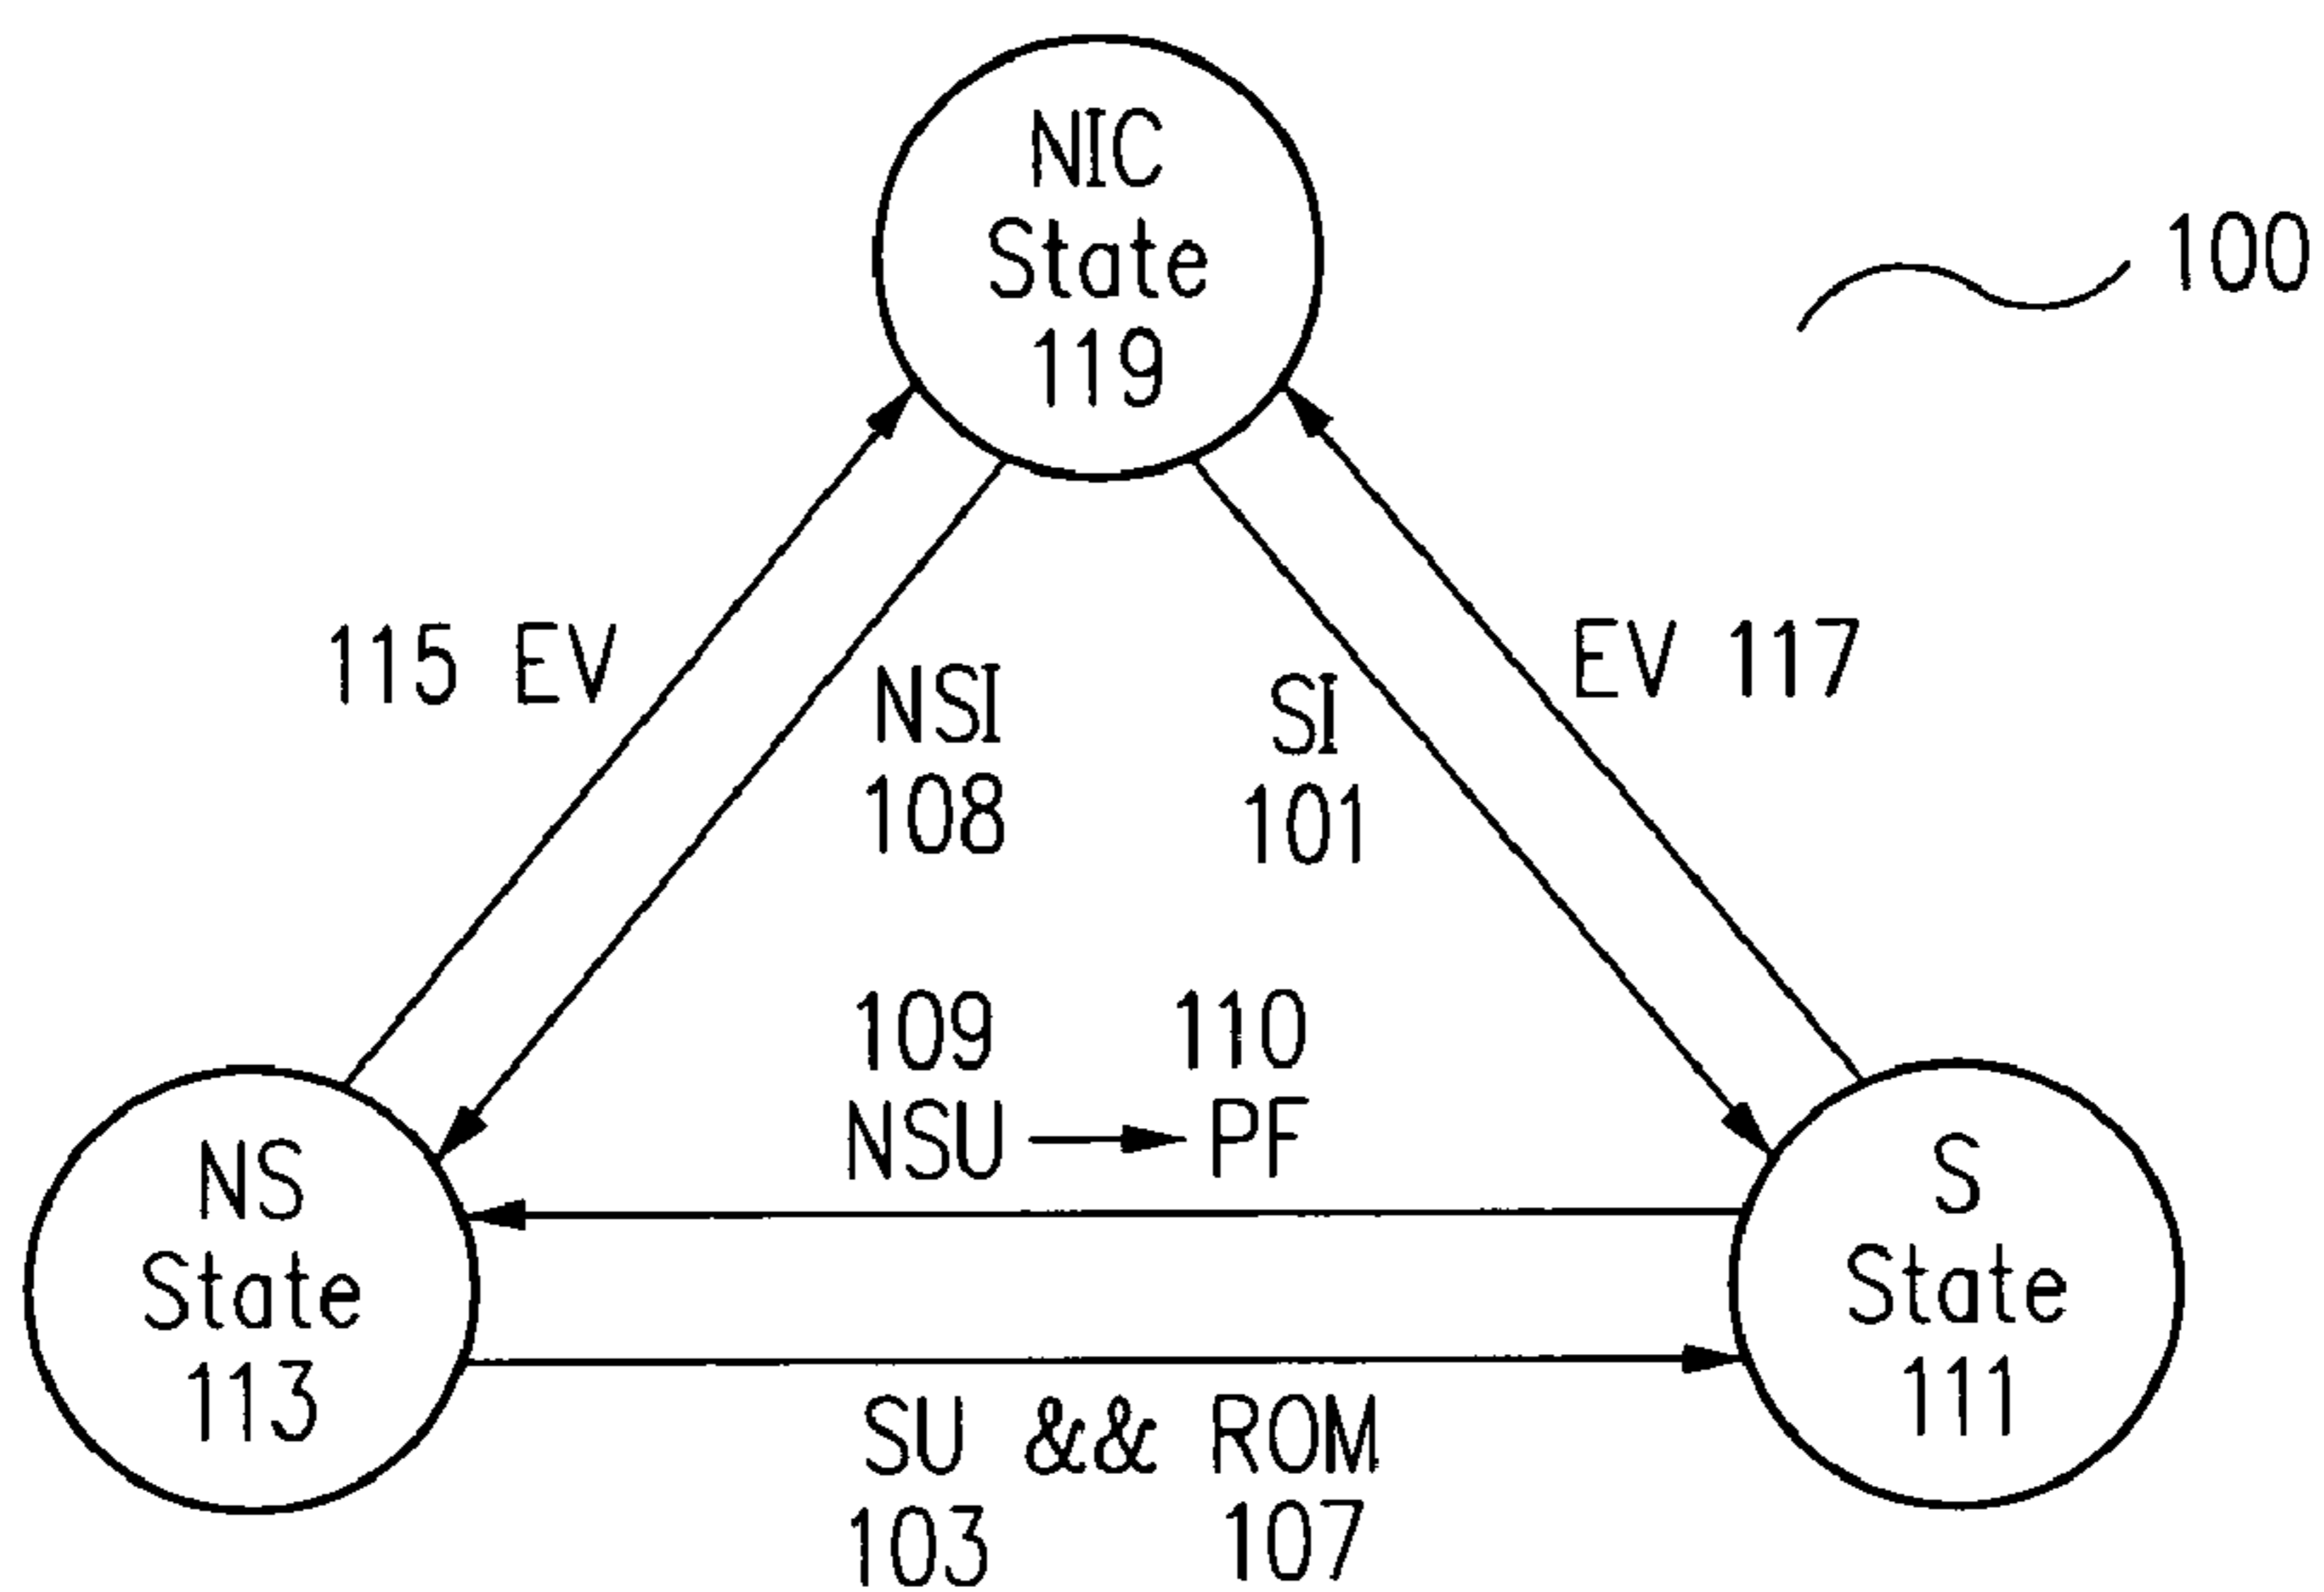 NIC
State
119
100
115 EV
EV 117
NSI
108
SI
101
109 110
NSU → PF
NS
State
113
S
State
111
SU && ROM
103 107